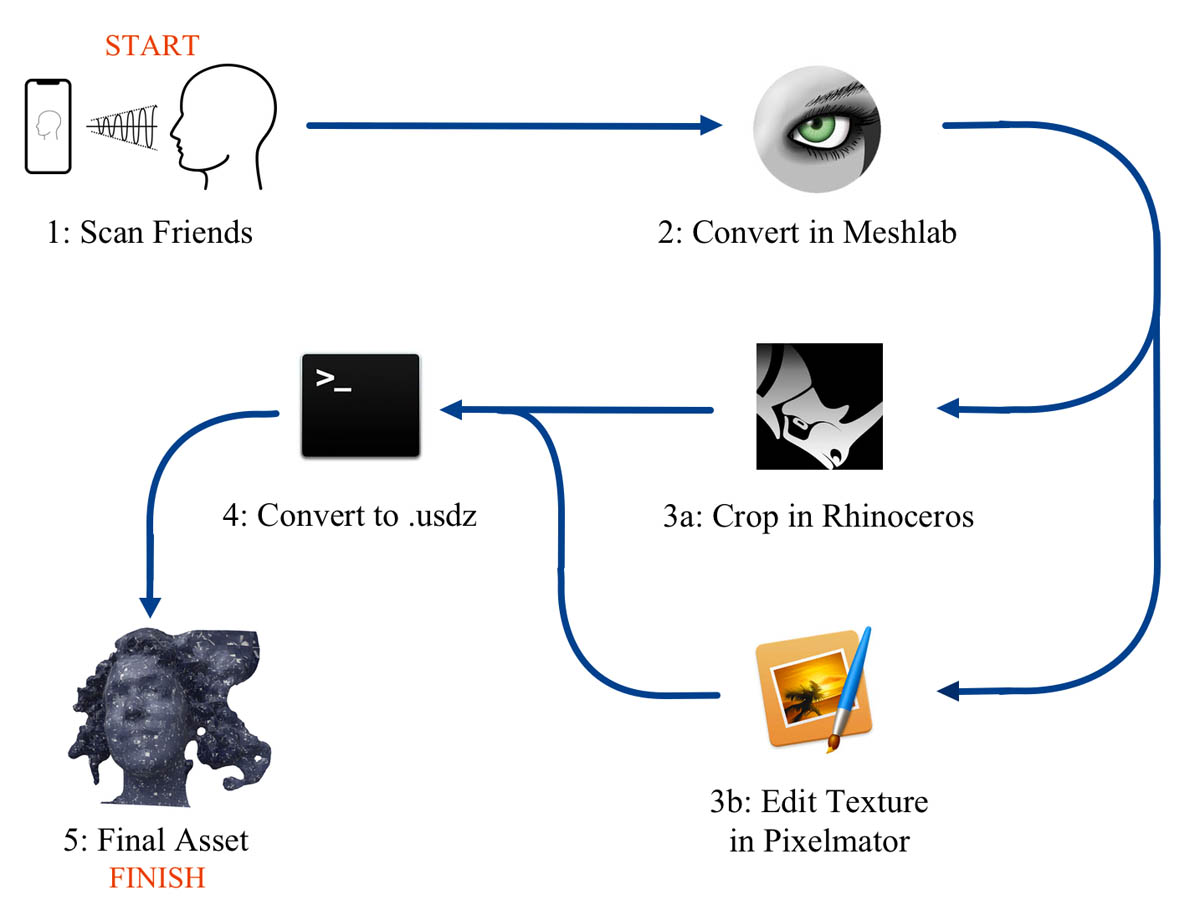 START
1: Scan Friends
2: Convert in Meshlab
>_
4: Convert to .usdz
3a: Crop in Rhinoceros
3b: Edit Texture
in Pixelmator
5: Final Asset
FINISH